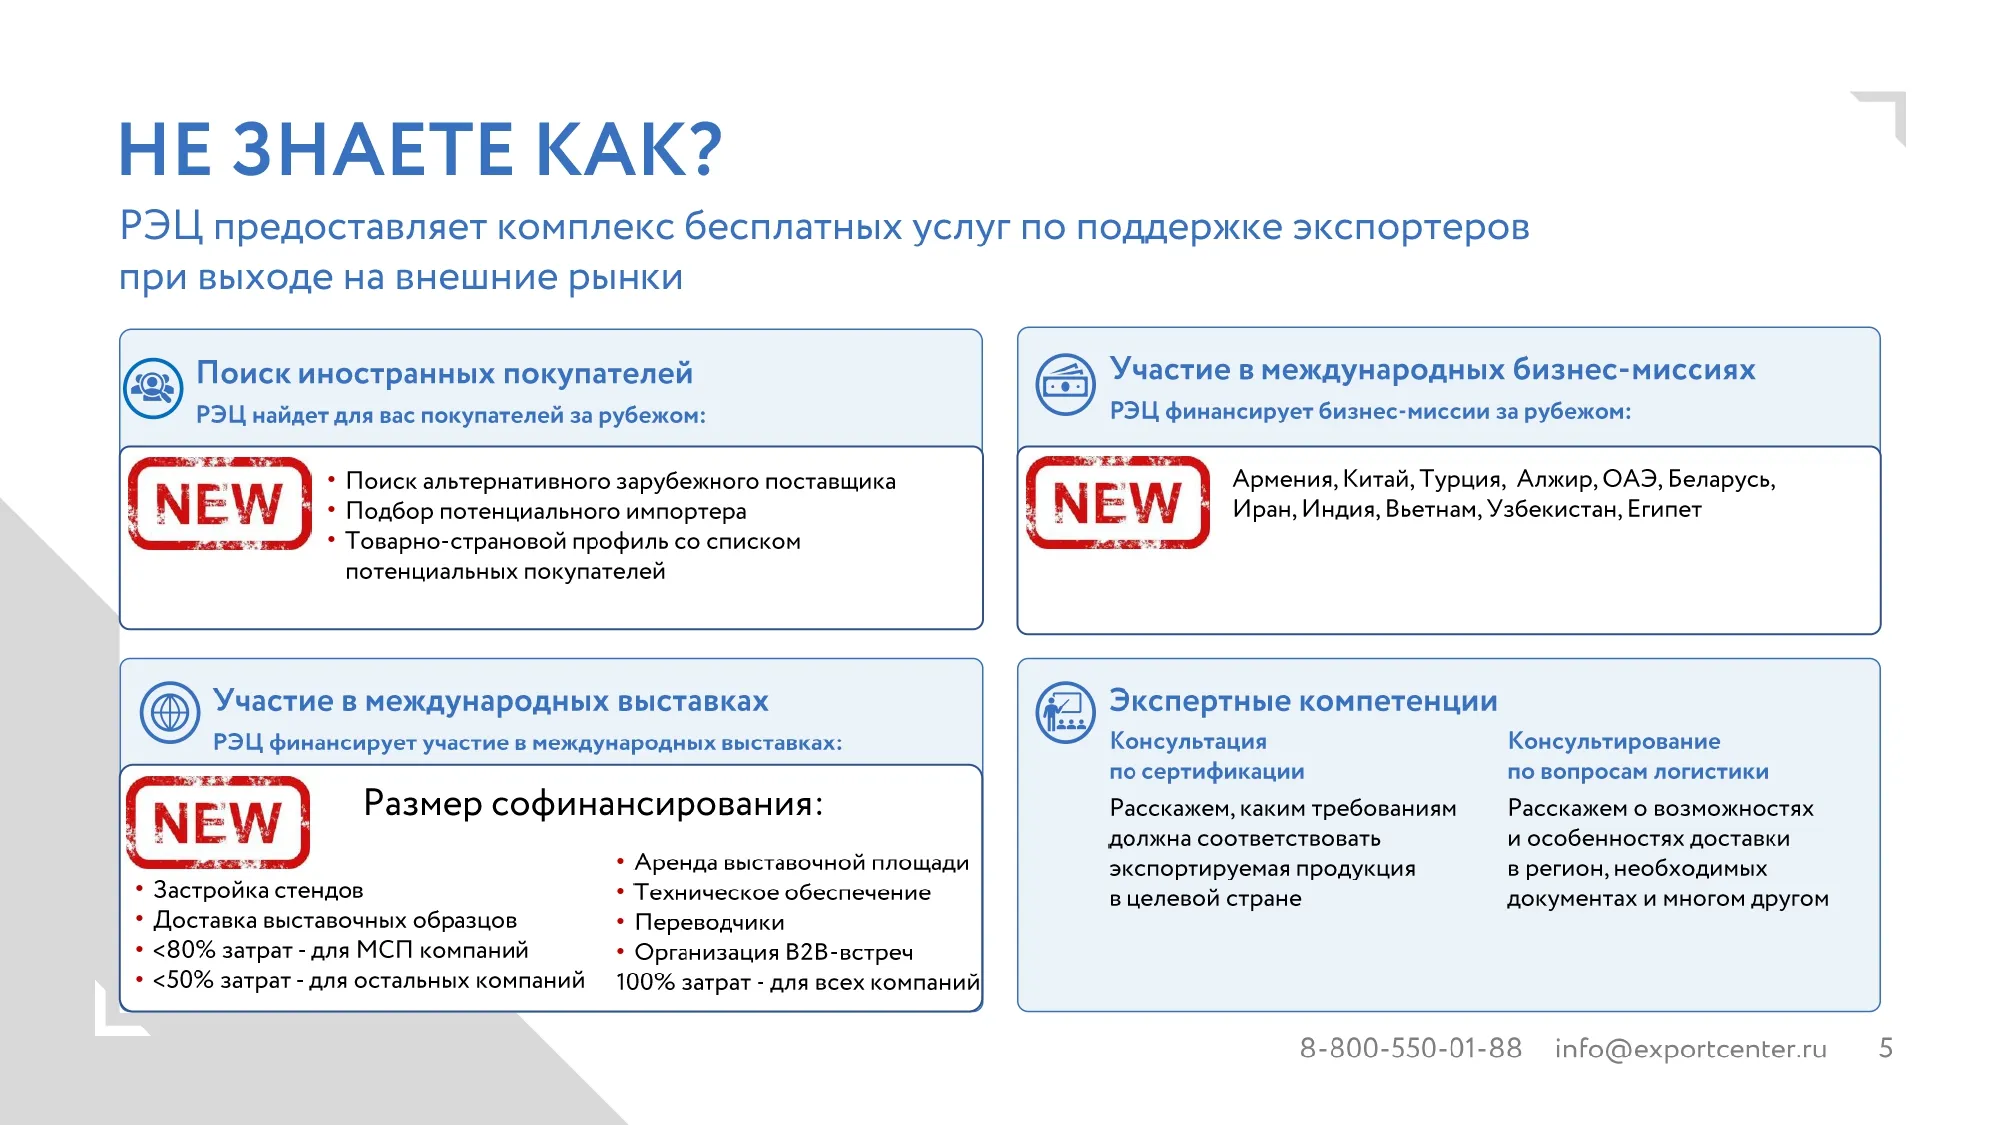 НЕ ЗНАЕТЕ КАК?
РЭЦ предоставляет комплекс бесплатных услуг по поддержке экспортеров
при выходе на внешние рынки
Поиск иностранных покупателей
РЭЦ найдет для вас покупателей за рубежом:
NEW
• Поиск альтернативного зарубежного поставщика
• Подбор потенциального импортера
• Товарно-страновой профиль со списком
потенциальных покупателей
Участие в международных бизнес-миссиях
РЭЦ финансирует бизнес-миссии за рубежом:
NEW
Армения, Китай, Турция, Алжир, ОАЭ, Беларусь,
Иран, Индия, Вьетнам, Узбекистан, Египет
Участие в международных выставках
РЭЦ финансирует участие в международных выставках:
NEW
Размер софинансирования:
• Застройка стендов
• Доставка выставочных образцов
• <80% затрат - для МСП компаний
• <50% затрат - для остальных компаний
• Аренда выставочной площади
• Техническое обеспечение
• Переводчики
• Организация B2B-встреч
100% затрат - для всех компаний
Экспертные компетенции
Консультация
по сертификации
Расскажем, каким требованиям
должна соответствовать
экспортируемая продукция
в целевой стране
Консультирование
по вопросам логистики
Расскажем о возможностях
и особенностях доставки
в регион, необходимых
документах и многом другом
8-800-550-01-88 info@exportcenter.ru 5